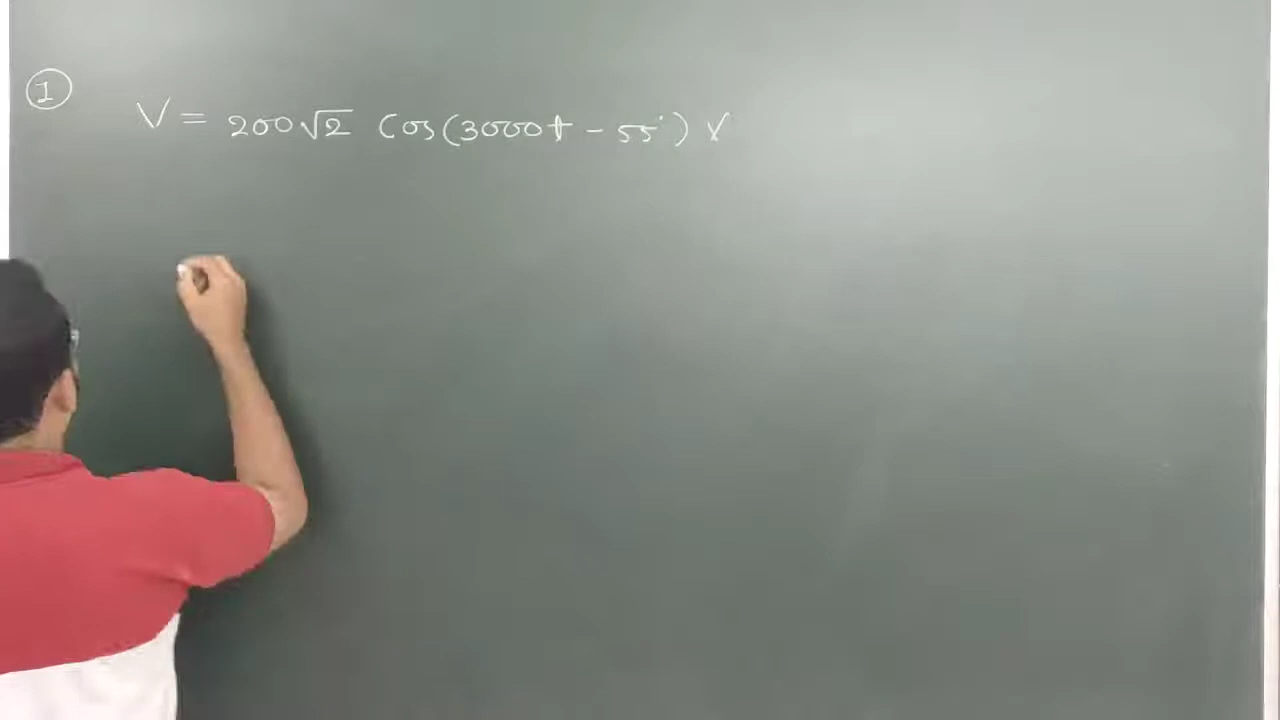 ① V = 200√2 cos(3000t - 55°) V